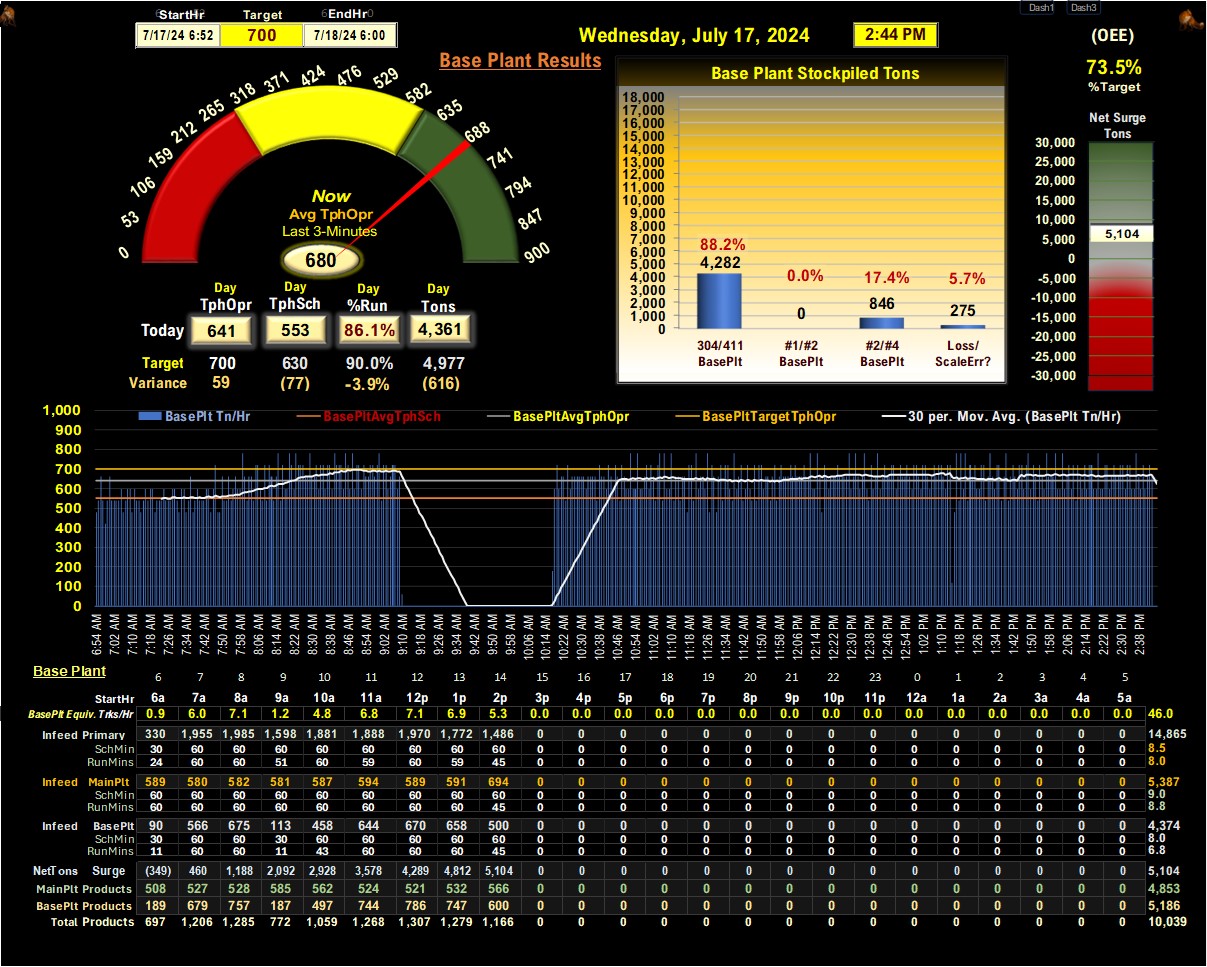 StartHr Target EndHr
7/17/24 6:52 700 7/18/24 6:00
Wednesday, July 17, 2024 2:44 PM
Dash1 Dash3
(OEE)
73.5%
%Target
Base Plant Results
0 53 106 159 212 265 318 371 424 476 529 582 635 688 741 794 847 900
Now
Avg TphOpr
Last 3-Minutes
680
Day Day Day Day
TphOpr TphSch %Run Tons
Today 641 553 86.1% 4,361
Target 700 630 90.0% 4,977
Variance 59 (77) -3.9% (616)
Base Plant Stockpiled Tons
18,000
17,000
16,000
15,000
14,000
13,000
12,000
11,000
10,000
9,000
8,000
7,000
6,000
5,000
4,000
3,000
2,000
1,000
0
88.2% 0.0% 17.4% 5.7%
4,282 0 846 275
304/411 #1/#2 #2/#4 Loss/
BasePlt BasePlt BasePlt ScaleErr?
Net Surge
Tons
30,000
25,000
20,000
15,000
10,000
5,000
0
-5,000
-10,000
-15,000
-20,000
-25,000
-30,000
5,104
BasePlt Tn/Hr BasePltAvgTphSch BasePltAvgTphOpr BasePltTargetTphOpr 30 per. Mov. Avg. (BasePlt Tn/Hr)
1,000
900
800
700
600
500
400
300
200
100
0
6:54 AM 7:02 AM 7:10 AM 7:18 AM 7:26 AM 7:34 AM 7:42 AM 7:50 AM 7:58 AM 8:06 AM 8:14 AM 8:22 AM 8:30 AM 8:38 AM 8:46 AM 8:54 AM 9:02 AM 9:10 AM 9:18 AM 9:26 AM 9:34 AM 9:42 AM 9:50 AM 9:58 AM 10:06 AM 10:14 AM 10:22 AM 10:30 AM 10:38 AM 10:46 AM 10:54 AM 11:02 AM 11:10 AM 11:18 AM 11:26 AM 11:34 AM 11:42 AM 11:50 AM 11:58 AM 12:06 PM 12:14 PM 12:22 PM 12:30 PM 12:38 PM 12:46 PM 12:54 PM 1:02 PM 1:10 PM 1:18 PM 1:26 PM 1:34 PM 1:42 PM 1:50 PM 1:58 PM 2:06 PM 2:14 PM 2:22 PM 2:30 PM 2:38 PM
Base Plant 6 7 8 9 10 11 12 13 14 15 16 17 18 19 20 21 22 23 0 1 2 3 4 5
StartHr 6a 7a 8a 9a 10a 11a 12p 1p 2p 3p 4p 5p 6p 7p 8p 9p 10p 11p 12a 1a 2a 3a 4a 5a
BasePlt Equiv. Trks/Hr 0.9 6.0 7.1 1.2 4.8 6.8 7.1 6.9 5.3 0.0 0.0 0.0 0.0 0.0 0.0 0.0 0.0 0.0 0.0 0.0 0.0 0.0 0.0 0.0 46.0
Infeed Primary 330 1,955 1,985 1,598 1,881 1,888 1,970 1,772 1,486 0 0 0 0 0 0 0 0 0 0 0 0 0 0 0 14,865
SchMin 30 60 60 60 60 60 60 60 60 0 0 0 0 0 0 0 0 0 0 0 0 0 0 0 8.5
RunMins 24 60 60 51 60 59 60 59 45 0 0 0 0 0 0 0 0 0 0 0 0 0 0 0 8.0
Infeed MainPlt 589 580 582 581 587 594 589 591 694 0 0 0 0 0 0 0 0 0 0 0 0 0 0 0 5,387
SchMin 60 60 60 60 60 60 60 60 60 0 0 0 0 0 0 0 0 0 0 0 0 0 0 0 9.0
RunMins 60 60 60 60 60 60 60 60 45 0 0 0 0 0 0 0 0 0 0 0 0 0 0 0 8.8
Infeed BasePlt 90 566 675 113 458 644 670 658 500 0 0 0 0 0 0 0 0 0 0 0 0 0 0 0 4,374
SchMin 30 60 60 30 60 60 60 60 60 0 0 0 0 0 0 0 0 0 0 0 0 0 0 0 8.0
RunMins 11 60 60 11 43 60 60 60 45 0 0 0 0 0 0 0 0 0 0 0 0 0 0 0 6.8
NetTons Surge (349) 460 1,188 2,092 2,928 3,578 4,289 4,812 5,104 0 0 0 0 0 0 0 0 0 0 0 0 0 0 0 5,104
MainPlt Products 508 527 528 585 562 524 521 532 566 0 0 0 0 0 0 0 0 0 0 0 0 0 0 0 4,853
BasePlt Products 189 679 757 187 497 744 786 747 600 0 0 0 0 0 0 0 0 0 0 0 0 0 0 0 5,186
Total Products 697 1,206 1,285 772 1,059 1,268 1,307 1,279 1,166 0 0 0 0 0 0 0 0 0 0 0 0 0 0 0 10,039